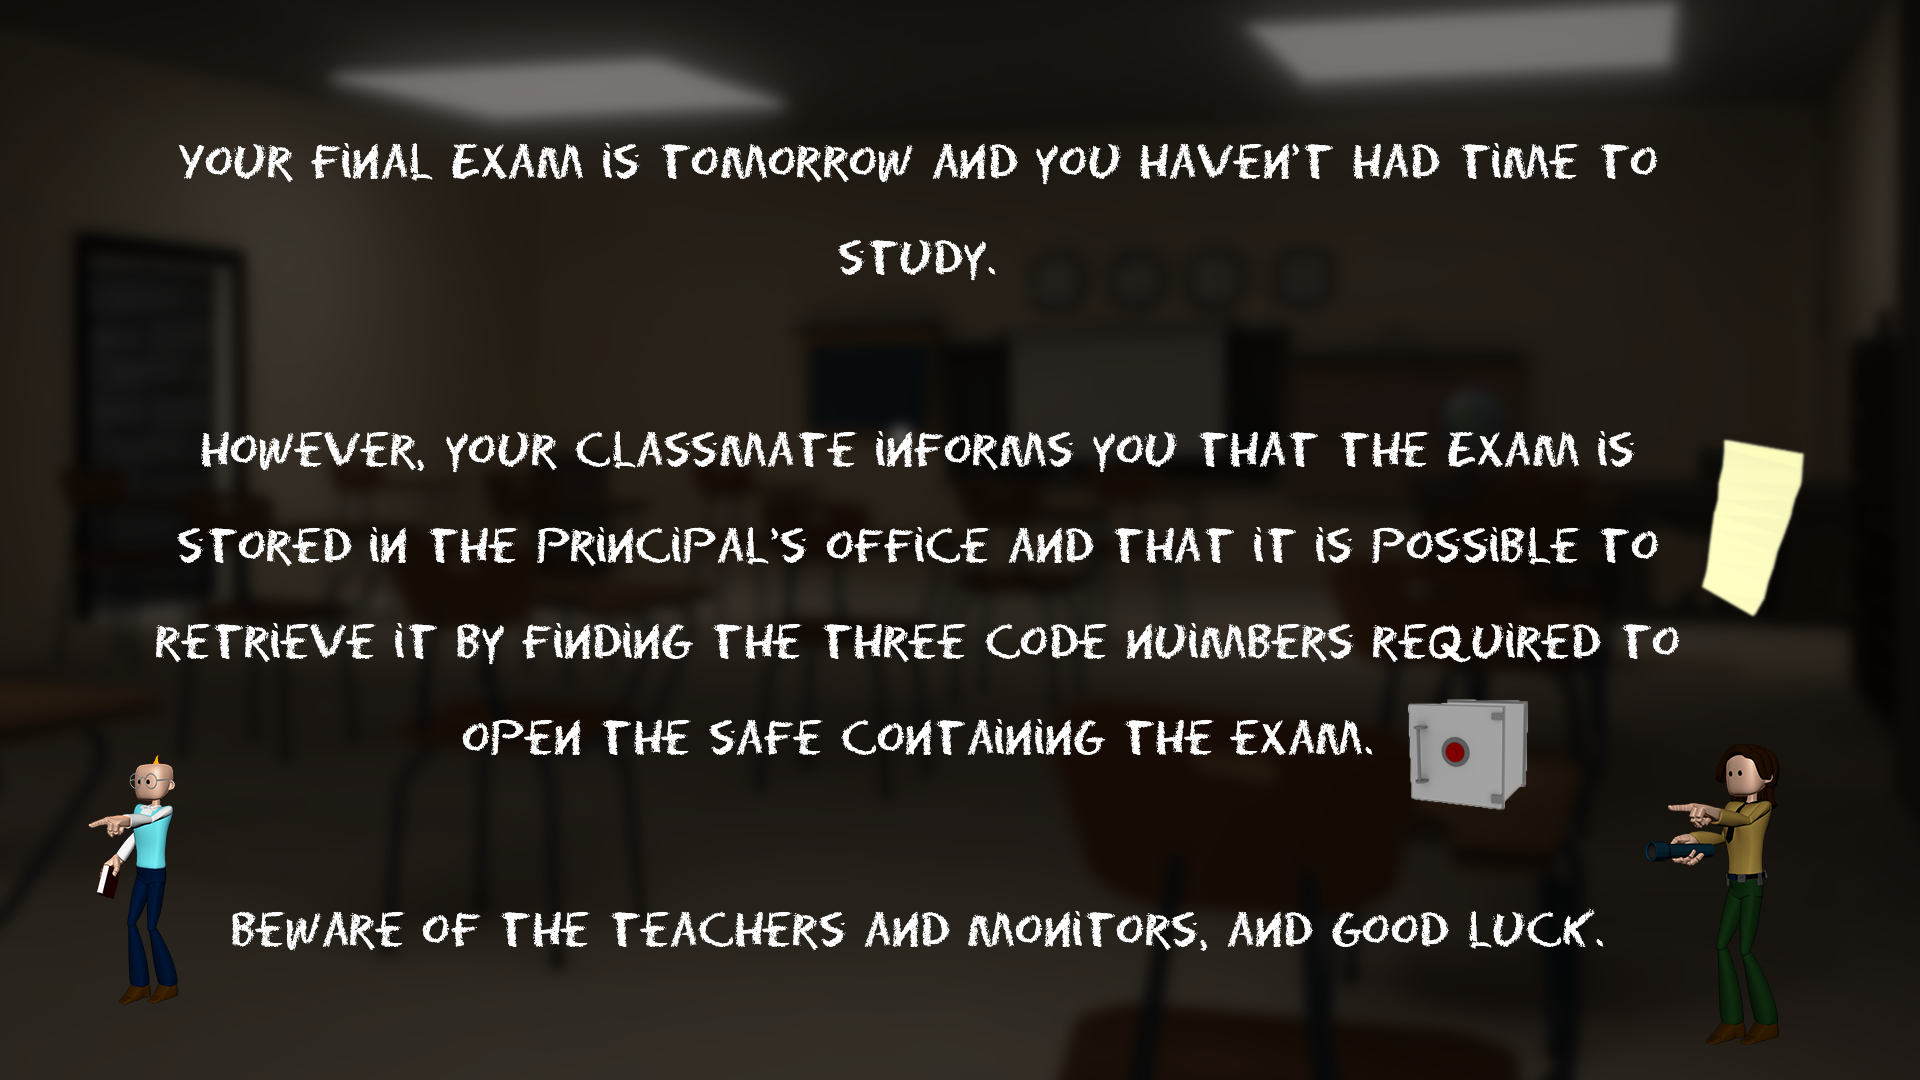 YOUR FINAL EXAM IS TOMORROW AND YOU HAVEN'T HAD TIME TO
STUDY.
HOWEVER, YOUR CLASSMATE INFORMS YOU THAT THE EXAM IS
STORED IN THE PRINCIPAL'S OFFICE AND THAT IT IS POSSIBLE TO
RETRIEVE IT BY FINDING THE THREE CODE NUIMBERS REQUIRED TO
OPEN THE SAFE CONTAINING THE EXAM.
BEWARE OF THE TEACHERS AND MONITORS, AND GOOD LUCK.